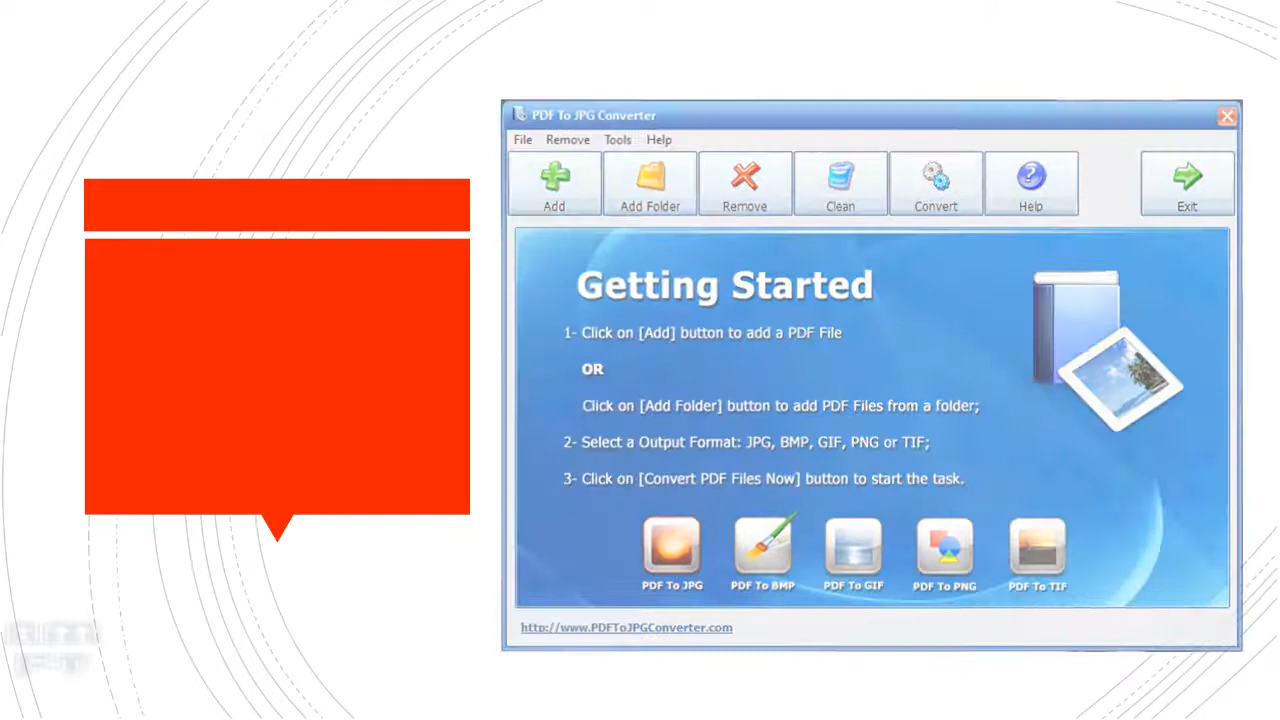 PDF To JPG Converter
File Remove Tools Help
Add Add Folder Remove Clean Convert Help Exit
Getting Started
1- Click on [Add] button to add a PDF File
OR
Click on [Add Folder] button to add PDF Files from a folder;
2- Select a Output Format: JPG, BMP, GIF, PNG or TIF;
3- Click on [Convert PDF Files Now] button to start the task.
PDF To JPG PDF To BMP PDF To GIF PDF To PNG PDF To TIF
http://www.PDFToJPGConverter.com